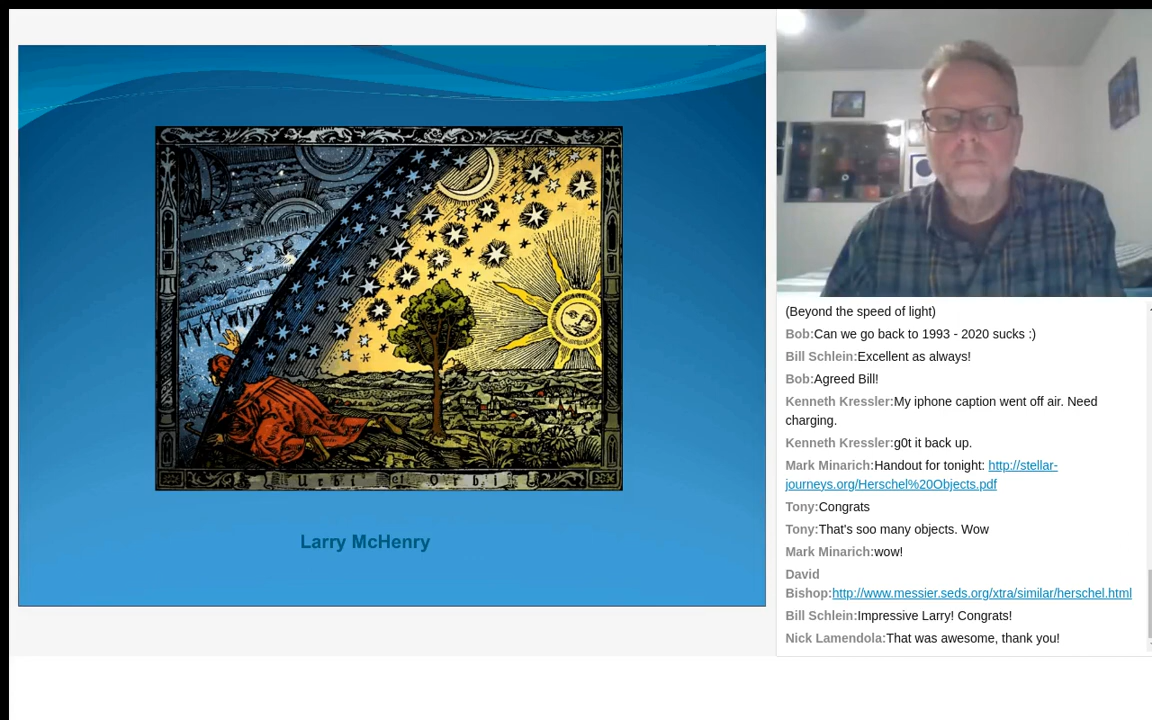 Urbi et Orbi
Larry McHenry
(Beyond the speed of light)
Bob:Can we go back to 1993 - 2020 sucks :)
Bill Schlein:Excellent as always!
Bob:Agreed Bill!
Kenneth Kressler:My iphone caption went off air. Need
charging.
Kenneth Kressler:g0t it back up.
Mark Minarich:Handout for tonight: http://stellar-
journeys.org/Herschel%20Objects.pdf
Tony:Congrats
Tony:That's soo many objects. Wow
Mark Minarich:wow!
David
Bishop:http://www.messier.seds.org/xtra/similar/herschel.html
Bill Schlein:Impressive Larry! Congrats!
Nick Lamendola:That was awesome, thank you!